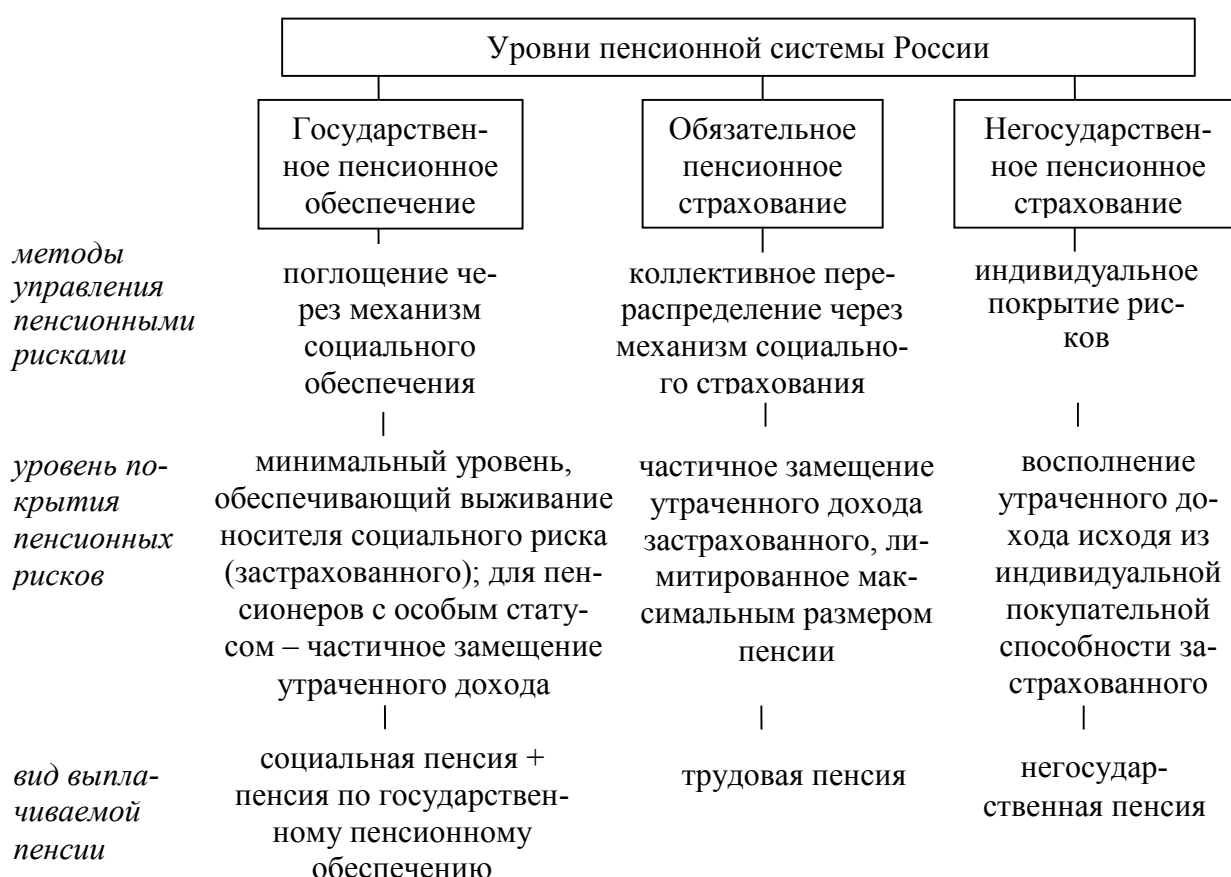 Уровни пенсионной системы России
Государствен-
ное пенсионное
обеспечение
Обязательное
пенсионное
страхование
Негосударствен-
ное пенсионное
страхование
методы
управления
пенсионными
рисками
поглощение че-
рез механизм
социального
обеспечения
коллективное пере-
распределение через
механизм социально-
го страхования
индивидуальное
покрытие рис-
ков
уровень по-
крытия
пенсионных
рисков
минимальный уровень,
обеспечивающий выживание
носителя социального риска
(застрахованного); для пен-
сионеров с особым стату-
сом – частичное замещение
утраченного дохода
частичное замещение
утраченного дохода
застрахованного, ли-
митированное мак-
симальным размером
пенсии
восполнение
утраченного до-
хода исходя из
индивидуальной
покупательной
способности за-
страхованного
вид выпла-
чиваемой
пенсии
социальная пенсия +
пенсия по государствен-
ному пенсионному
обеспечению
трудовая пенсия
негосудар-
ственная пенсия